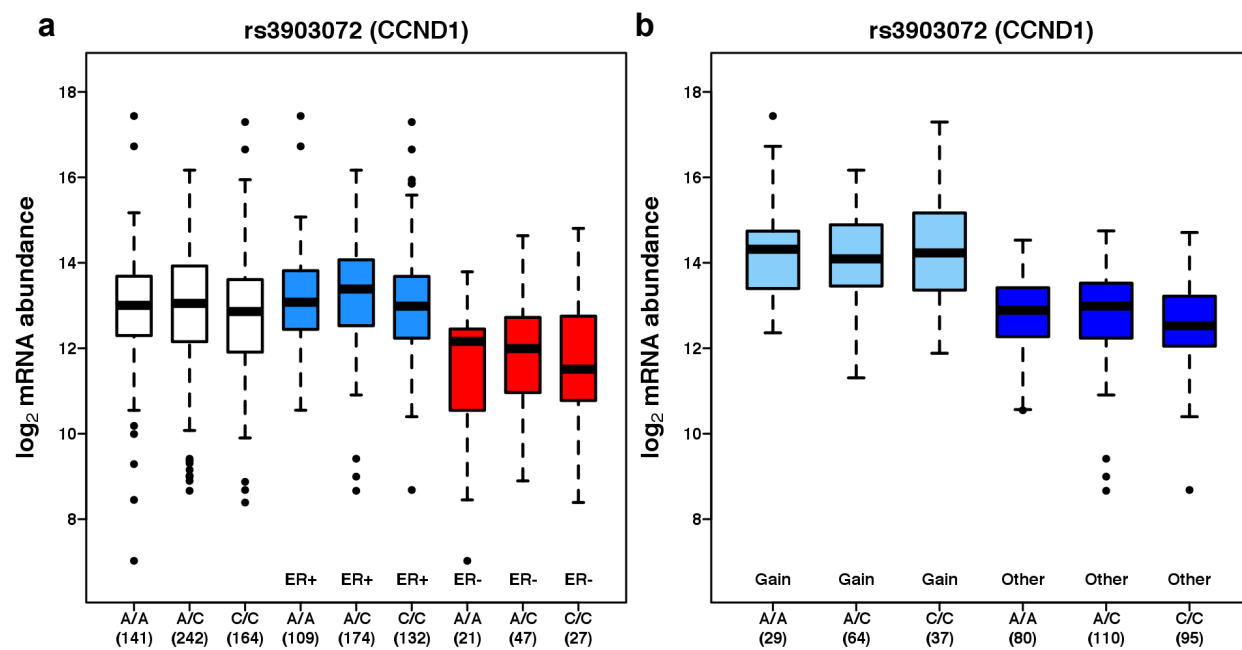 a
rs3903072 (CCND1)
log₂ mRNA abundance
18
16
14
12
10
8
ER+ ER+ ER+ ER- ER- ER-
A/A A/C C/C A/A A/C C/C A/A A/C C/C
(141) (242) (164) (109) (174) (132) (21) (47) (27)
b
rs3903072 (CCND1)
log₂ mRNA abundance
18
16
14
12
10
8
Gain Gain Gain Other Other Other
A/A A/C C/C A/A A/C C/C
(29) (64) (37) (80) (110) (95)